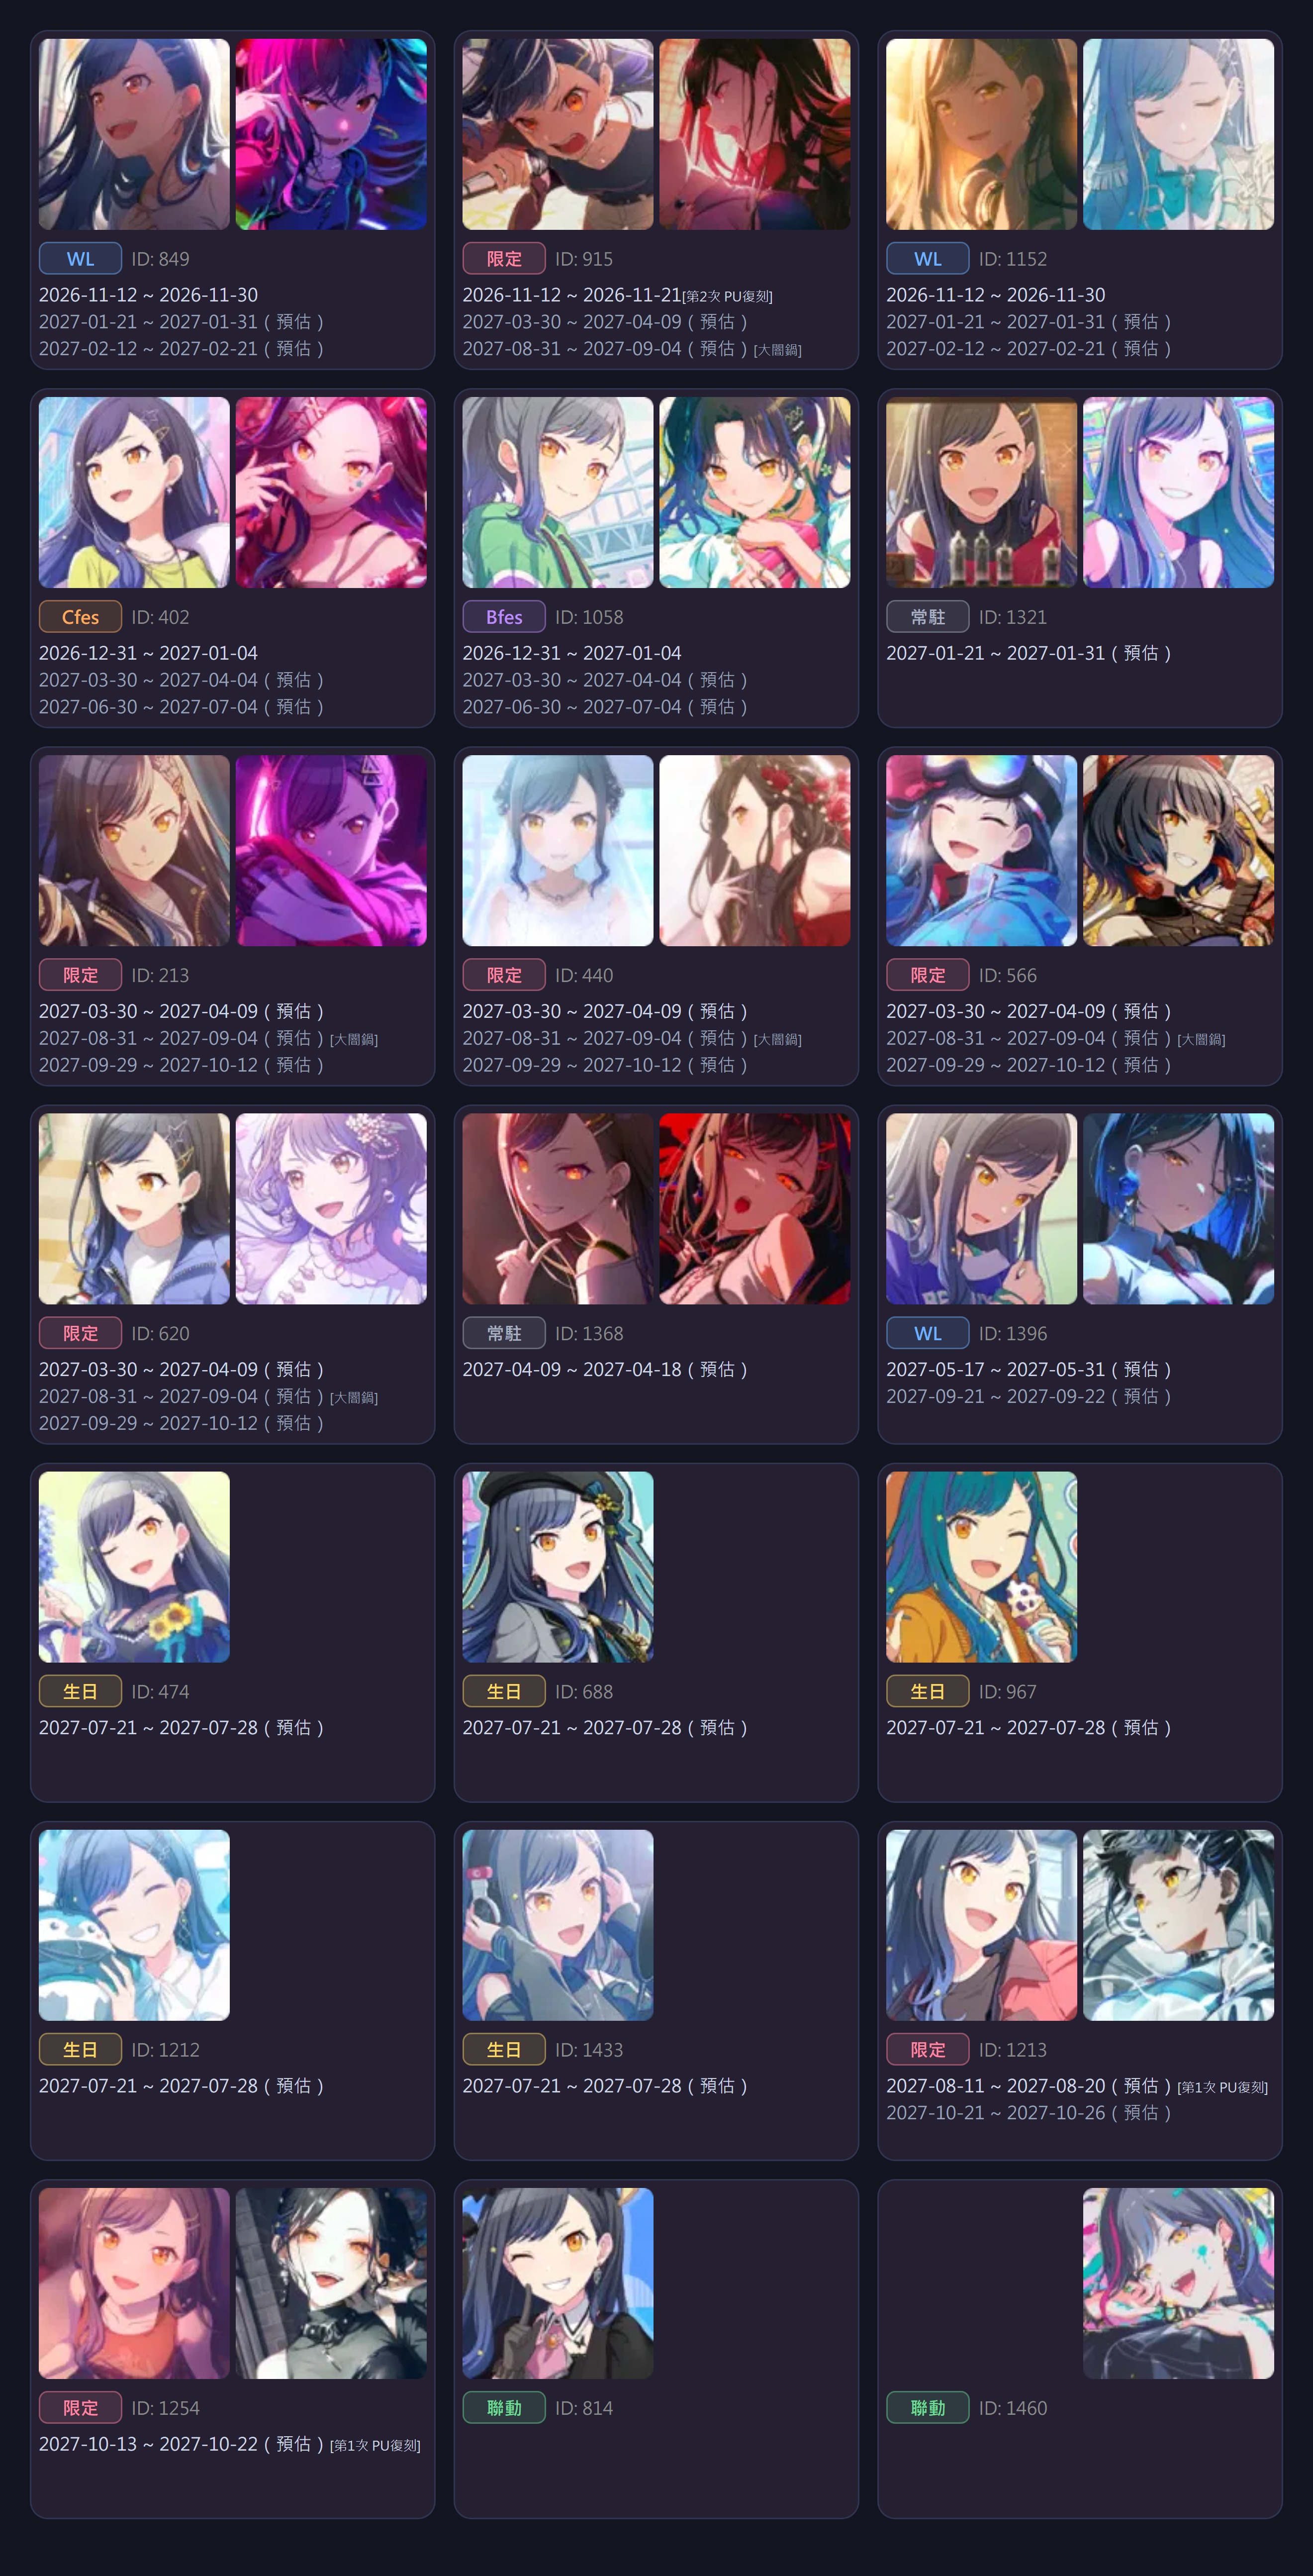 WL ID: 849
2026-11-12 ~ 2026-11-30
2027-01-21 ~ 2027-01-31 ( 預估 )
2027-02-12 ~ 2027-02-21 ( 預估 )
限定 ID: 915
2026-11-12 ~ 2026-11-21[第2次 PU復刻]
2027-03-30 ~ 2027-04-09 ( 預估 )
2027-08-31 ~ 2027-09-04 ( 預估 ) [大閤鍋]
WL ID: 1152
2026-11-12 ~ 2026-11-30
2027-01-21 ~ 2027-01-31 ( 預估 )
2027-02-12 ~ 2027-02-21 ( 預估 )
Cfes ID: 402
2026-12-31 ~ 2027-01-04
2027-03-30 ~ 2027-04-04 ( 預估 )
2027-06-30 ~ 2027-07-04 ( 預估 )
Bfes ID: 1058
2026-12-31 ~ 2027-01-04
2027-03-30 ~ 2027-04-04 ( 預估 )
2027-06-30 ~ 2027-07-04 ( 預估 )
常駐 ID: 1321
2027-01-21 ~ 2027-01-31 ( 預估 )
限定 ID: 213
2027-03-30 ~ 2027-04-09 ( 預估 )
2027-08-31 ~ 2027-09-04 ( 預估 ) [大閤鍋]
2027-09-29 ~ 2027-10-12 ( 預估 )
限定 ID: 440
2027-03-30 ~ 2027-04-09 ( 預估 )
2027-08-31 ~ 2027-09-04 ( 預估 ) [大閤鍋]
2027-09-29 ~ 2027-10-12 ( 預估 )
限定 ID: 566
2027-03-30 ~ 2027-04-09 ( 預估 )
2027-08-31 ~ 2027-09-04 ( 預估 ) [大閤鍋]
2027-09-29 ~ 2027-10-12 ( 預估 )
限定 ID: 620
2027-03-30 ~ 2027-04-09 ( 預估 )
2027-08-31 ~ 2027-09-04 ( 預估 ) [大閤鍋]
2027-09-29 ~ 2027-10-12 ( 預估 )
常駐 ID: 1368
2027-04-09 ~ 2027-04-18 ( 預估 )
WL ID: 1396
2027-05-17 ~ 2027-05-31 ( 預估 )
2027-09-21 ~ 2027-09-22 ( 預估 )
生日 ID: 474
2027-07-21 ~ 2027-07-28 ( 預估 )
生日 ID: 688
2027-07-21 ~ 2027-07-28 ( 預估 )
生日 ID: 967
2027-07-21 ~ 2027-07-28 ( 預估 )
生日 ID: 1212
2027-07-21 ~ 2027-07-28 ( 預估 )
生日 ID: 1433
2027-07-21 ~ 2027-07-28 ( 預估 )
限定 ID: 1213
2027-08-11 ~ 2027-08-20 ( 預估 ) [第1次 PU復刻]
2027-10-21 ~ 2027-10-26 ( 預估 )
限定 ID: 1254
2027-10-13 ~ 2027-10-22 ( 預估 ) [第1次 PU復刻]
聯動 ID: 814
聯動 ID: 1460